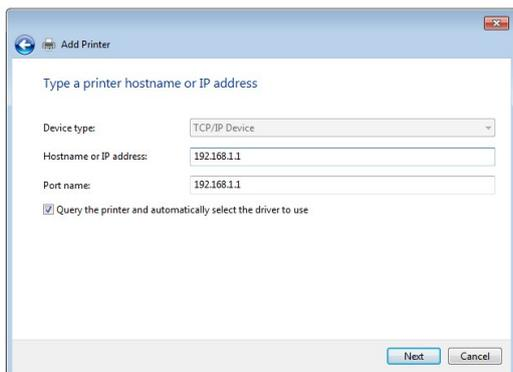 Add Printer
Type a printer hostname or IP address
Device type: TCP/IP Device
Hostname or IP address: 192.168.1.1
Port name: 192.168.1.1
Query the printer and automatically select the driver to use
Next Cancel